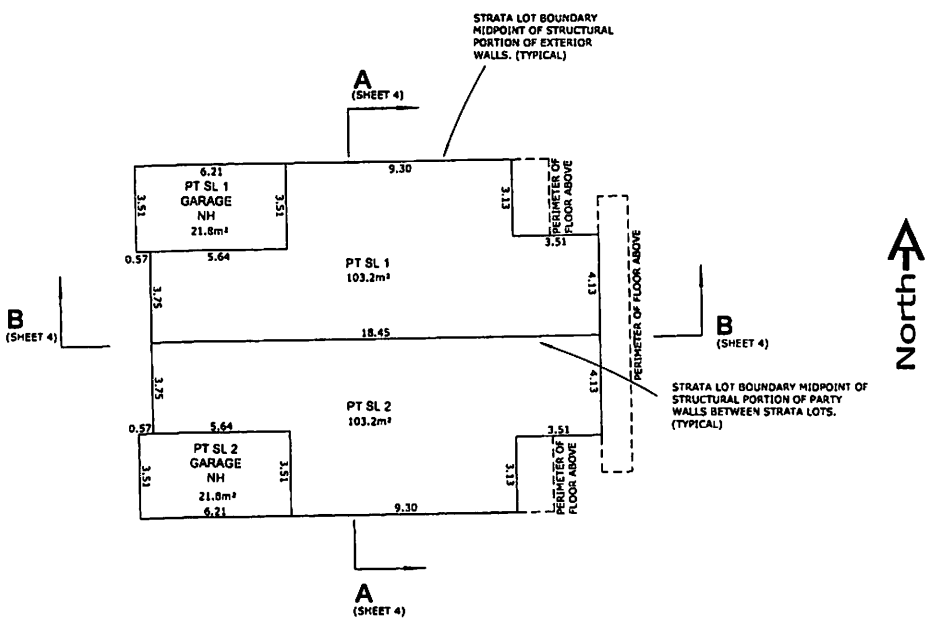 STRATA LOT BOUNDARY
MIDPOINT OF STRUCTURAL
PORTION OF EXTERIOR
WALLS. (TYPICAL)
A
(SHEET 4)
6.21
9.30
PT SL 1
GARAGE
NH
21.8m²
3.51
3.51
3.13
PERIMETER OF
FLOOR ABOVE
3.51
0.57
5.64
PT SL 1
103.2m²
3.75
4.13
PERIMETER OF FLOOR ABOVE
North
B
(SHEET 4)
18.45
B
(SHEET 4)
3.75
4.13
STRATA LOT BOUNDARY MIDPOINT OF
STRUCTURAL PORTION OF PARTY
WALLS BETWEEN STRATA LOTS.
(TYPICAL)
PT SL 2
103.2m²
0.57
5.64
3.51
PT SL 2
GARAGE
NH
21.8m²
3.51
3.51
3.13
PERIMETER OF
FLOOR ABOVE
6.21
9.30
A
(SHEET 4)